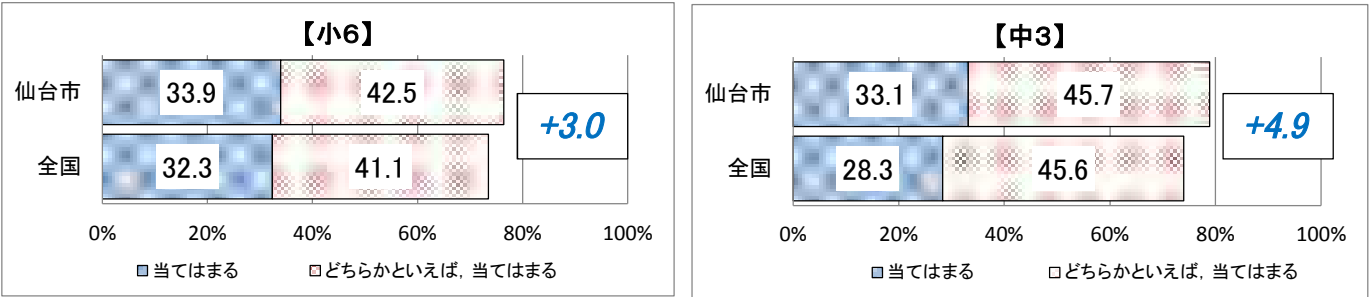 【小6】
仙台市 33.9 42.5
+3.0
全国 32.3 41.1
0% 20% 40% 60% 80% 100%
当てはまる どちらかといえば，当てはまる
【中3】
仙台市 33.1 45.7
+4.9
全国 28.3 45.6
0% 20% 40% 60% 80% 100%
当てはまる どちらかといえば，当てはまる